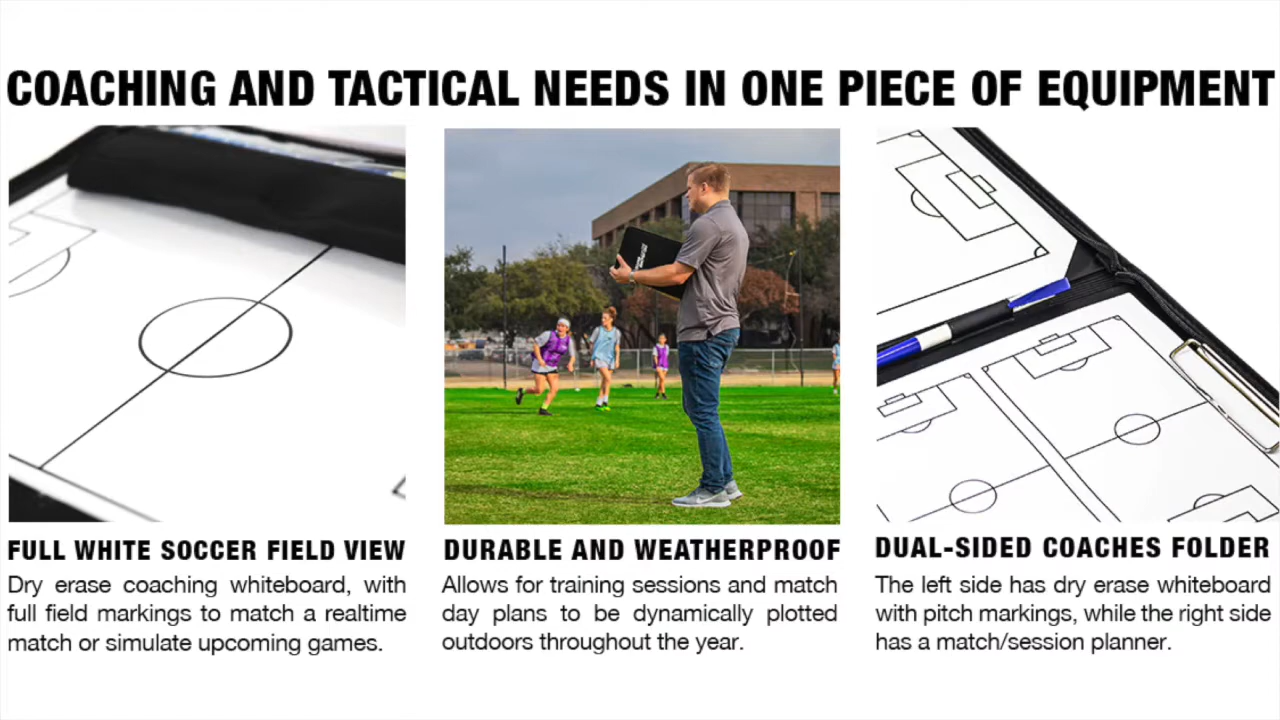 COACHING AND TACTICAL NEEDS IN ONE PIECE OF EQUIPMENT
FULL WHITE SOCCER FIELD VIEW
Dry erase coaching whiteboard, with
full field markings to match a realtime
match or simulate upcoming games.
DURABLE AND WEATHERPROOF
Allows for training sessions and match
day plans to be dynamically plotted
outdoors throughout the year.
DUAL-SIDED COACHES FOLDER
The left side has dry erase whiteboard
with pitch markings, while the right side
has a match/session planner.